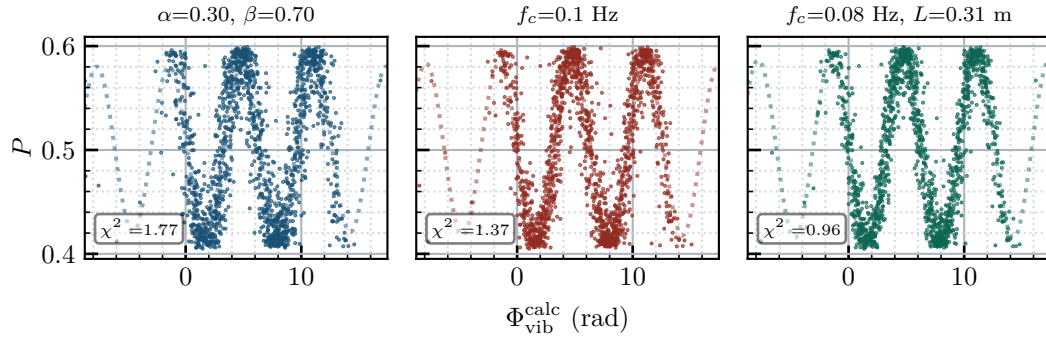 α=0.30, β=0.70
f_c=0.1 Hz
f_c=0.08 Hz, L=0.31 m
0.6
0.5
0.4
P
χ² =1.77
χ² =1.37
χ² =0.96
0 10
0 10
0 10
Φ_vib^calc (rad)